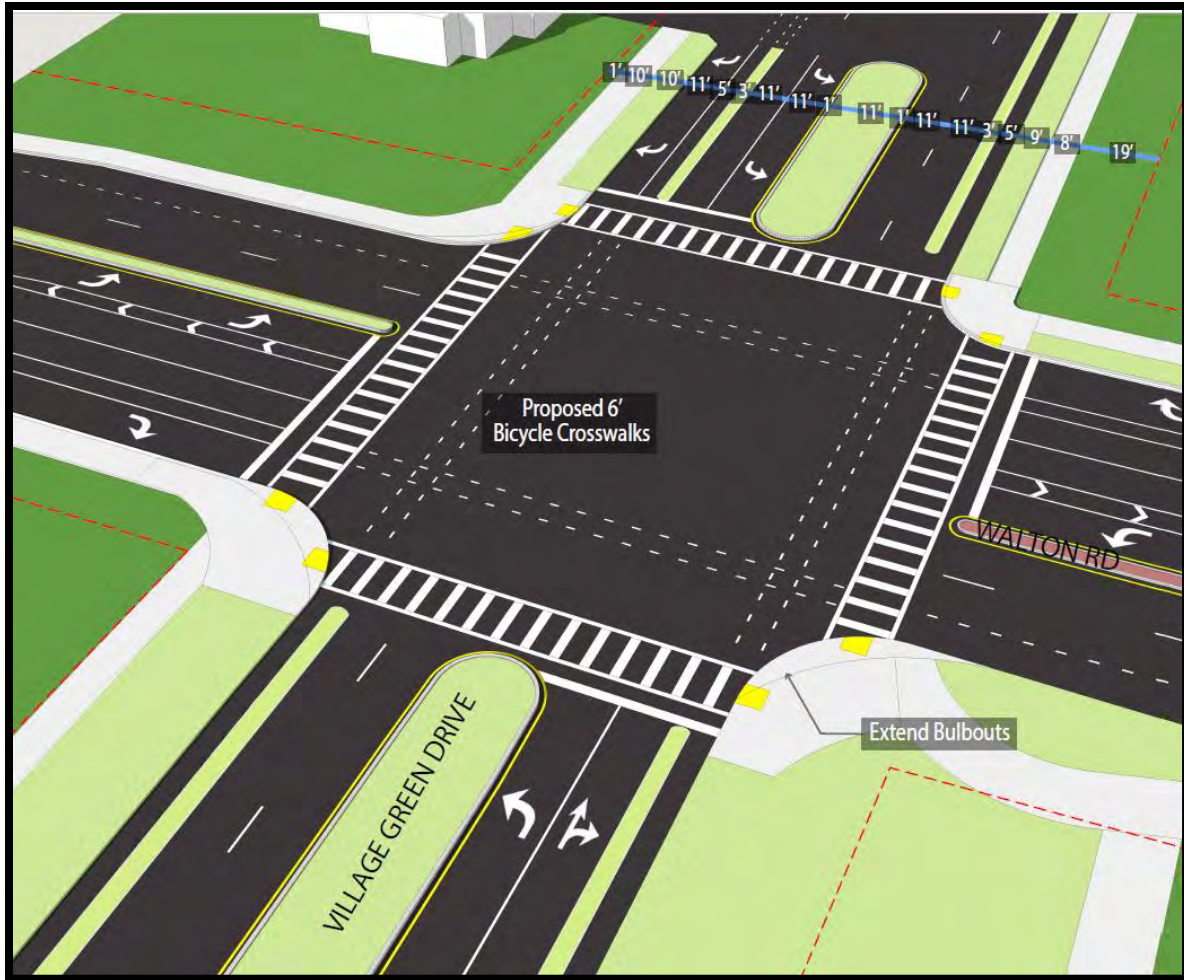 1' 10' 10' 11' 5' 3' 11' 11' 1' 11' 1' 11' 11' 3' 5' 9' 8' 19'
Proposed 6'
Bicycle Crosswalks
WALTON RD
Extend Bulbouts
VILLAGE GREEN DRIVE